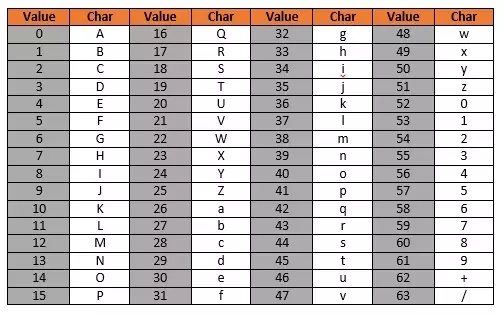 Value Char Value Char Value Char Value Char
0 A 16 Q 32 g 48 w
1 B 17 R 33 h 49 x
2 C 18 S 34 i 50 y
3 D 19 T 35 j 51 z
4 E 20 U 36 k 52 0
5 F 21 V 37 l 53 1
6 G 22 W 38 m 54 2
7 H 23 X 39 n 55 3
8 I 24 Y 40 o 56 4
9 J 25 Z 41 p 57 5
10 K 26 a 42 q 58 6
11 L 27 b 43 r 59 7
12 M 28 c 44 s 60 8
13 N 29 d 45 t 61 9
14 O 30 e 46 u 62 +
15 P 31 f 47 v 63 /